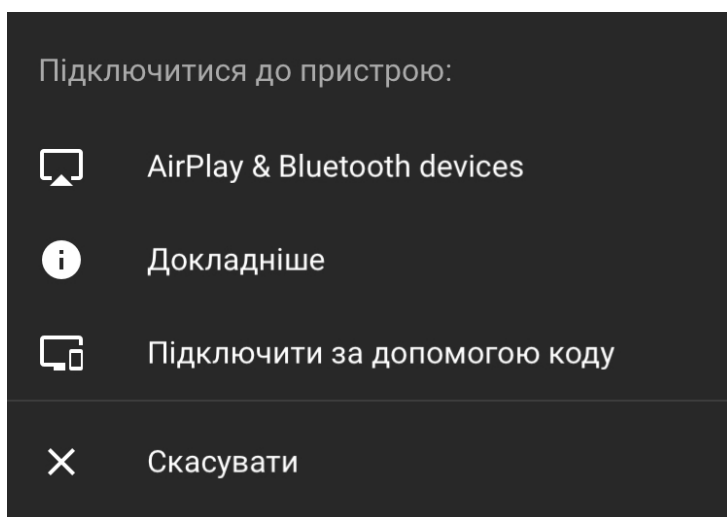 Підключитися до пристрою:
AirPlay & Bluetooth devices
Докладніше
Підключити за допомогою коду
Скасувати